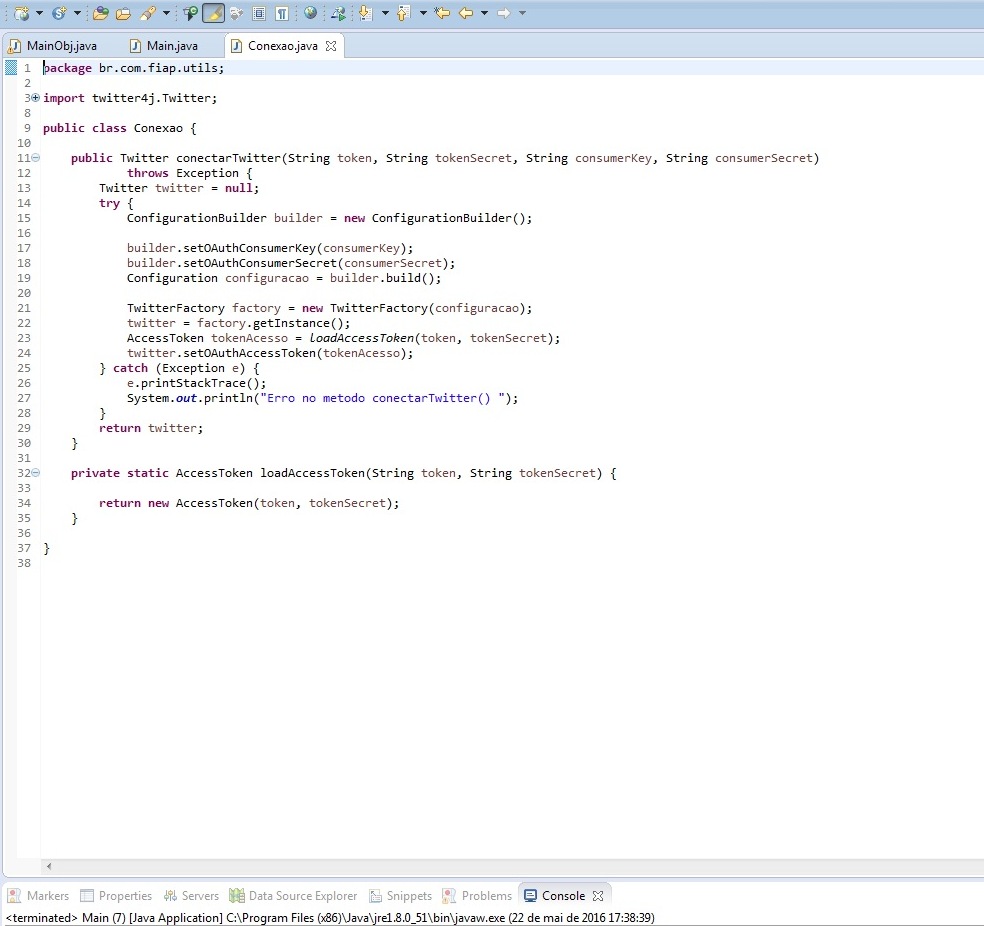 MainObj.java Main.java Conexao.java
1 package br.com.fiap.utils;
2
3 import twitter4j.Twitter;
8
9 public class Conexao {
10
11 public Twitter conectarTwitter(String token, String tokenSecret, String consumerKey, String consumerSecret)
12 throws Exception {
13 Twitter twitter = null;
14 try {
15 ConfigurationBuilder builder = new ConfigurationBuilder();
16
17 builder.setOAuthConsumerKey(consumerKey);
18 builder.setOAuthConsumerSecret(consumerSecret);
19 Configuration configuracao = builder.build();
20
21 TwitterFactory factory = new TwitterFactory(configuracao);
22 twitter = factory.getInstance();
23 AccessToken tokenAcesso = loadAccessToken(token, tokenSecret);
24 twitter.setOAuthAccessToken(tokenAcesso);
25 } catch (Exception e) {
26 e.printStackTrace();
27 System.out.println("Erro no metodo conectarTwitter() ");
28 }
29 return twitter;
30 }
31
32 private static AccessToken loadAccessToken(String token, String tokenSecret) {
33
34 return new AccessToken(token, tokenSecret);
35 }
36
37 }
38
Markers Properties Servers Data Source Explorer Snippets Problems Console
<terminated> Main (7) [Java Application] C:\Program Files (x86)\Java\jre1.8.0_51\bin\javaw.exe (22 de mai de 2016 17:38:39)